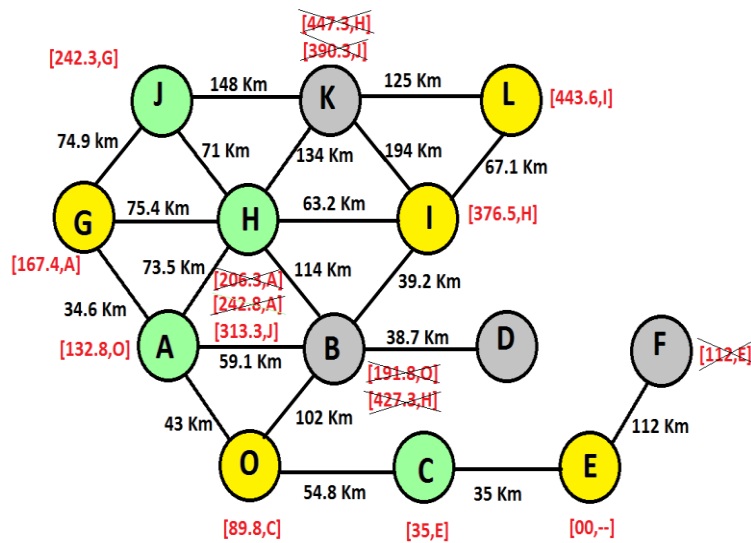 [447.3,H]
[390.3,J]
[242.3,G]
J
148 Km
K
125 Km
L
[443.6,I]
74.9 km
71 Km
134 Km
194 Km
67.1 Km
G
75.4 Km
H
63.2 Km
I
[376.5,H]
[167.4,A]
73.5 Km
114 Km
39.2 Km
[206.3,A]
[242.8,A]
[313.3,J]
34.6 Km
[132.8,O]
A
59.1 Km
B
38.7 Km
D
F
[112,E]
[191.8,O]
[427.3,H]
43 Km
102 Km
112 Km
O
54.8 Km
C
35 Km
E
[89.8,C]
[35,E]
[00,--]